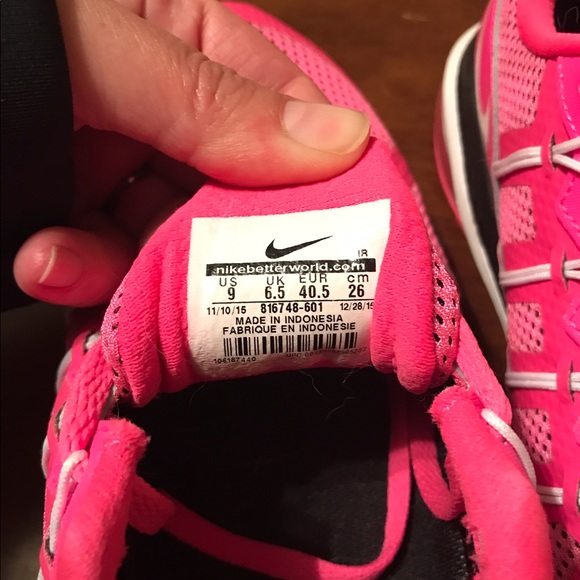 JR
nikebetterworld.com
US UK EUR cm
9 6.5 40.5 26
11/10/15 816748-601 12/28/15
MADE IN INDONESIA
FABRIQUE EN INDONESIE